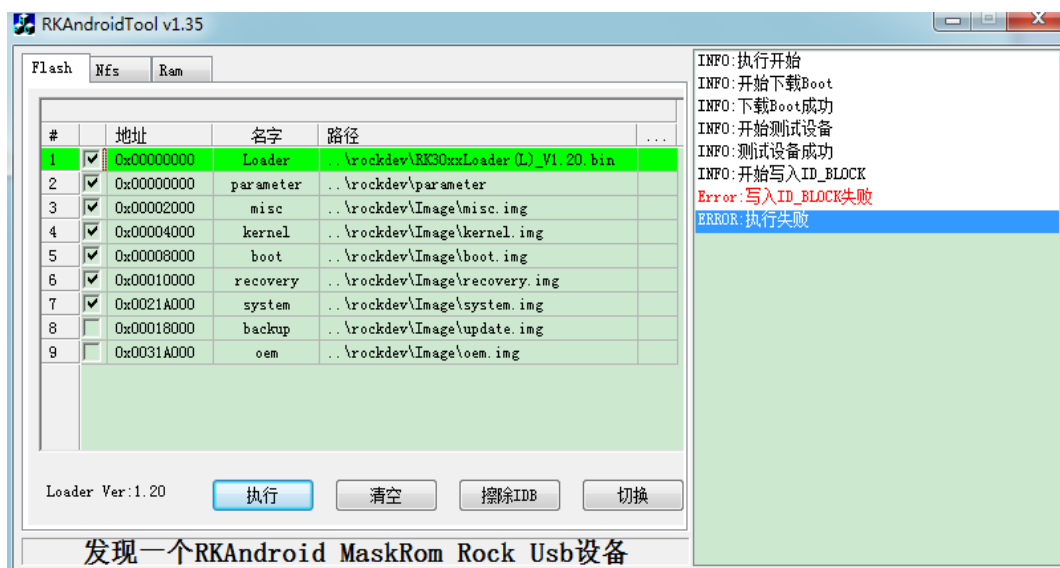 RKAndroidTool v1.35
Flash Nfs Ram
# 地址 名字 路径 ...
1 0x00000000 Loader ..\rockdev\RK30xxLoader(L)_V1.20.bin
2 0x00000000 parameter ..\rockdev\parameter
3 0x00002000 misc ..\rockdev\Image\misc.img
4 0x00004000 kernel ..\rockdev\Image\kernel.img
5 0x00008000 boot ..\rockdev\Image\boot.img
6 0x00010000 recovery ..\rockdev\Image\recovery.img
7 0x0021A000 system ..\rockdev\Image\system.img
8 0x00018000 backup ..\rockdev\Image\update.img
9 0x0031A000 oem ..\rockdev\Image\oem.img
Loader Ver:1.20 执行 清空 擦除IDB 切换
发现一个RKAndroid MaskRom Rock Usb设备
INFO:执行开始
INFO:开始下载Boot
INFO:下载Boot成功
INFO:开始测试设备
INFO:测试设备成功
INFO:开始写入ID_BLOCK
Error:写入ID_BLOCK失败
ERROR:执行失败